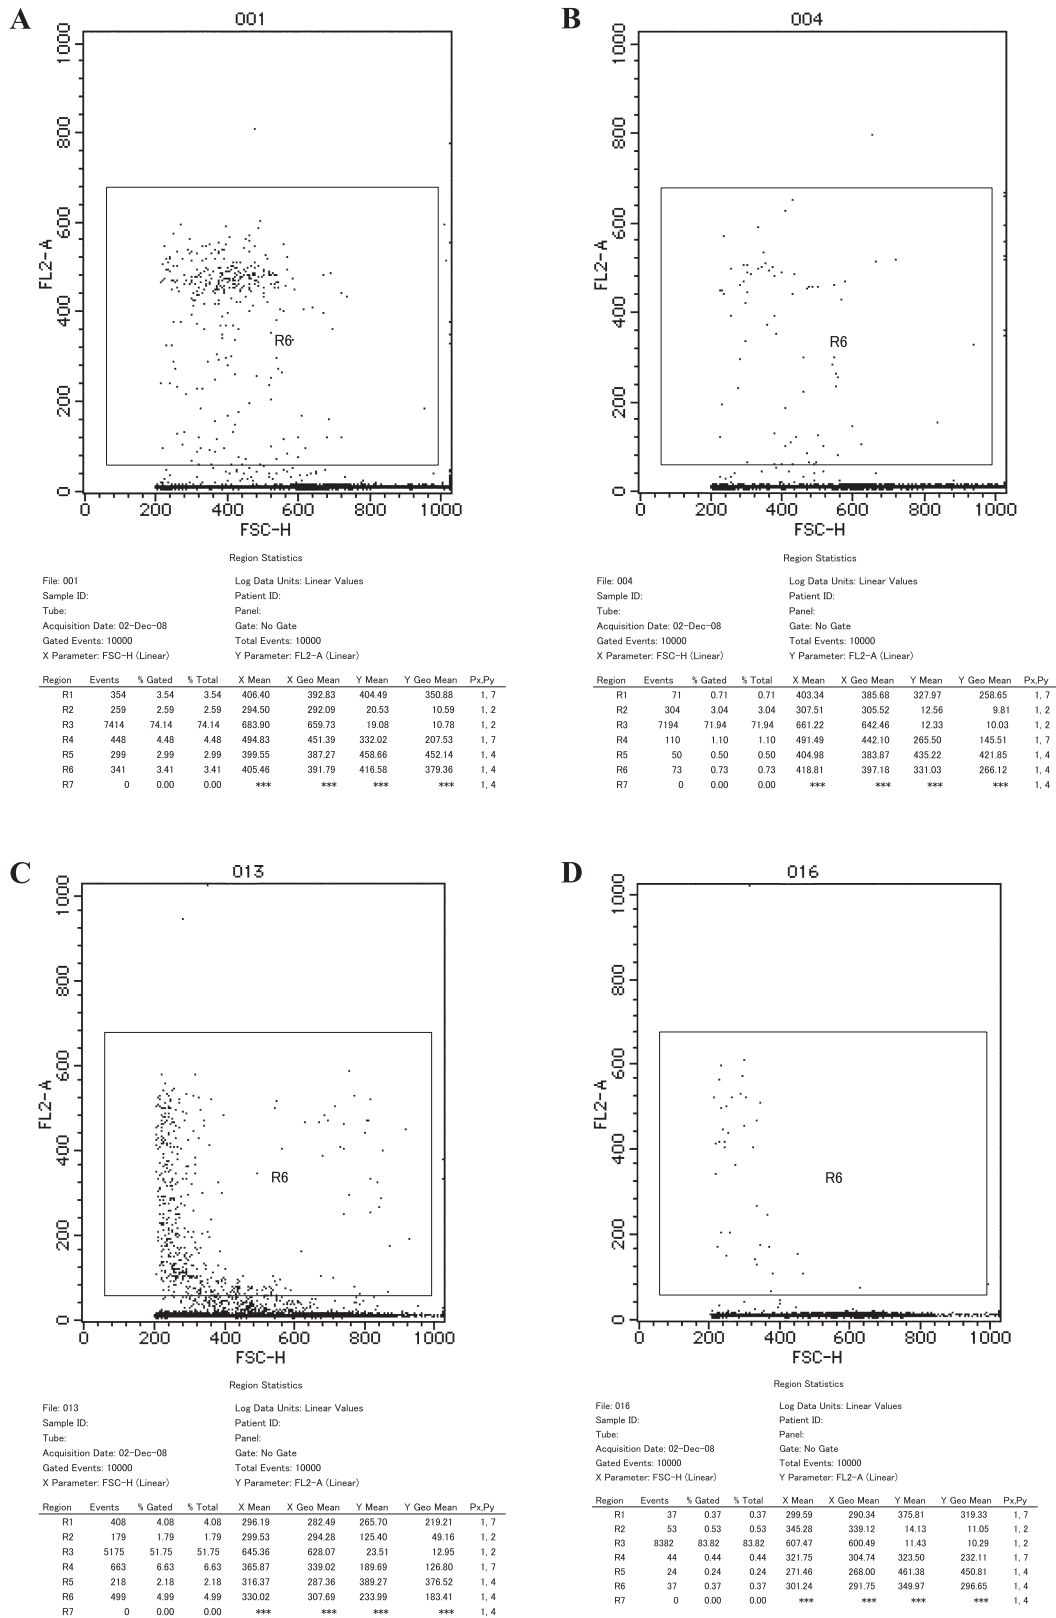 A
001
1000
800
600
400
200
0
FL2-A
R6
0 200 400 600 800 1000
FSC-H
Region Statistics
File: 001 Log Data Units: Linear Values
Sample ID: Patient ID:
Tube: Panel:
Acquisition Date: 02-Dec-08 Gate: No Gate
Gated Events: 10000 Total Events: 10000
X Parameter: FSC-H (Linear) Y Parameter: FL2-A (Linear)
Region Events % Gated % Total X Mean X Geo Mean Y Mean Y Geo Mean Px,Py
R1 354 3.54 3.54 406.40 392.83 404.49 350.88 1, 7
R2 259 2.59 2.59 294.50 292.09 20.53 10.59 1, 2
R3 7414 74.14 74.14 683.90 659.73 19.08 10.78 1, 2
R4 448 4.48 4.48 494.83 451.39 332.02 207.53 1, 7
R5 299 2.99 2.99 399.55 387.27 458.66 452.14 1, 4
R6 341 3.41 3.41 405.46 391.79 416.58 379.36 1, 4
R7 0 0.00 0.00 *** *** *** *** 1, 4
B
004
1000
800
600
400
200
0
FL2-A
R6
0 200 400 600 800 1000
FSC-H
Region Statistics
File: 004 Log Data Units: Linear Values
Sample ID: Patient ID:
Tube: Panel:
Acquisition Date: 02-Dec-08 Gate: No Gate
Gated Events: 10000 Total Events: 10000
X Parameter: FSC-H (Linear) Y Parameter: FL2-A (Linear)
Region Events % Gated % Total X Mean X Geo Mean Y Mean Y Geo Mean Px,Py
R1 71 0.71 0.71 403.34 385.68 327.97 258.65 1, 7
R2 304 3.04 3.04 307.51 305.52 12.56 9.81 1, 2
R3 7194 71.94 71.94 661.22 642.46 12.33 10.03 1, 2
R4 110 1.10 1.10 491.49 442.10 265.50 145.51 1, 7
R5 50 0.50 0.50 404.98 383.87 435.22 421.85 1, 4
R6 73 0.73 0.73 418.81 397.18 331.03 266.12 1, 4
R7 0 0.00 0.00 *** *** *** *** 1, 4
C
013
1000
800
600
400
200
0
FL2-A
R6
0 200 400 600 800 1000
FSC-H
Region Statistics
File: 013 Log Data Units: Linear Values
Sample ID: Patient ID:
Tube: Panel:
Acquisition Date: 02-Dec-08 Gate: No Gate
Gated Events: 10000 Total Events: 10000
X Parameter: FSC-H (Linear) Y Parameter: FL2-A (Linear)
Region Events % Gated % Total X Mean X Geo Mean Y Mean Y Geo Mean Px,Py
R1 408 4.08 4.08 296.19 282.49 265.70 219.21 1, 7
R2 179 1.79 1.79 299.53 294.28 125.40 49.16 1, 2
R3 5175 51.75 51.75 645.36 628.07 23.51 12.95 1, 2
R4 663 6.63 6.63 365.87 339.02 189.69 126.80 1, 7
R5 218 2.18 2.18 316.37 287.36 389.27 376.52 1, 4
R6 499 4.99 4.99 330.02 307.69 233.99 183.41 1, 4
R7 0 0.00 0.00 *** *** *** *** 1, 4
D
016
1000
800
600
400
200
0
FL2-A
R6
0 200 400 600 800 1000
FSC-H
Region Statistics
File: 016 Log Data Units: Linear Values
Sample ID: Patient ID:
Tube: Panel:
Acquisition Date: 02-Dec-08 Gate: No Gate
Gated Events: 10000 Total Events: 10000
X Parameter: FSC-H (Linear) Y Parameter: FL2-A (Linear)
Region Events % Gated % Total X Mean X Geo Mean Y Mean Y Geo Mean Px,Py
R1 37 0.37 0.37 299.59 290.34 375.81 319.33 1, 7
R2 53 0.53 0.53 345.28 339.12 14.13 11.05 1, 2
R3 8382 83.82 83.82 607.47 600.49 11.43 10.29 1, 2
R4 44 0.44 0.44 321.75 304.74 323.50 232.11 1, 7
R5 24 0.24 0.24 271.46 268.00 461.38 450.81 1, 4
R6 37 0.37 0.37 301.24 291.75 349.97 296.65 1, 4
R7 0 0.00 0.00 *** *** *** *** 1, 4